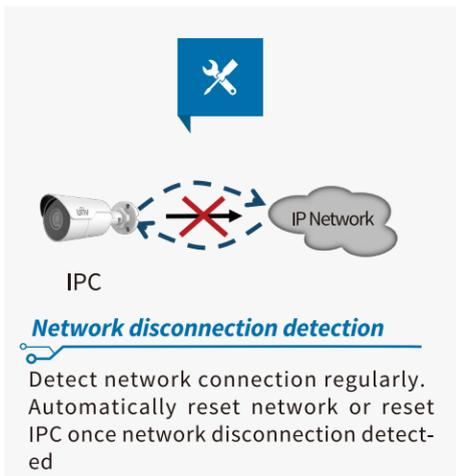 unv
IP Network
IPC
Network disconnection detection
Detect network connection regularly.
Automatically reset network or reset
IPC once network disconnection detect-
ed